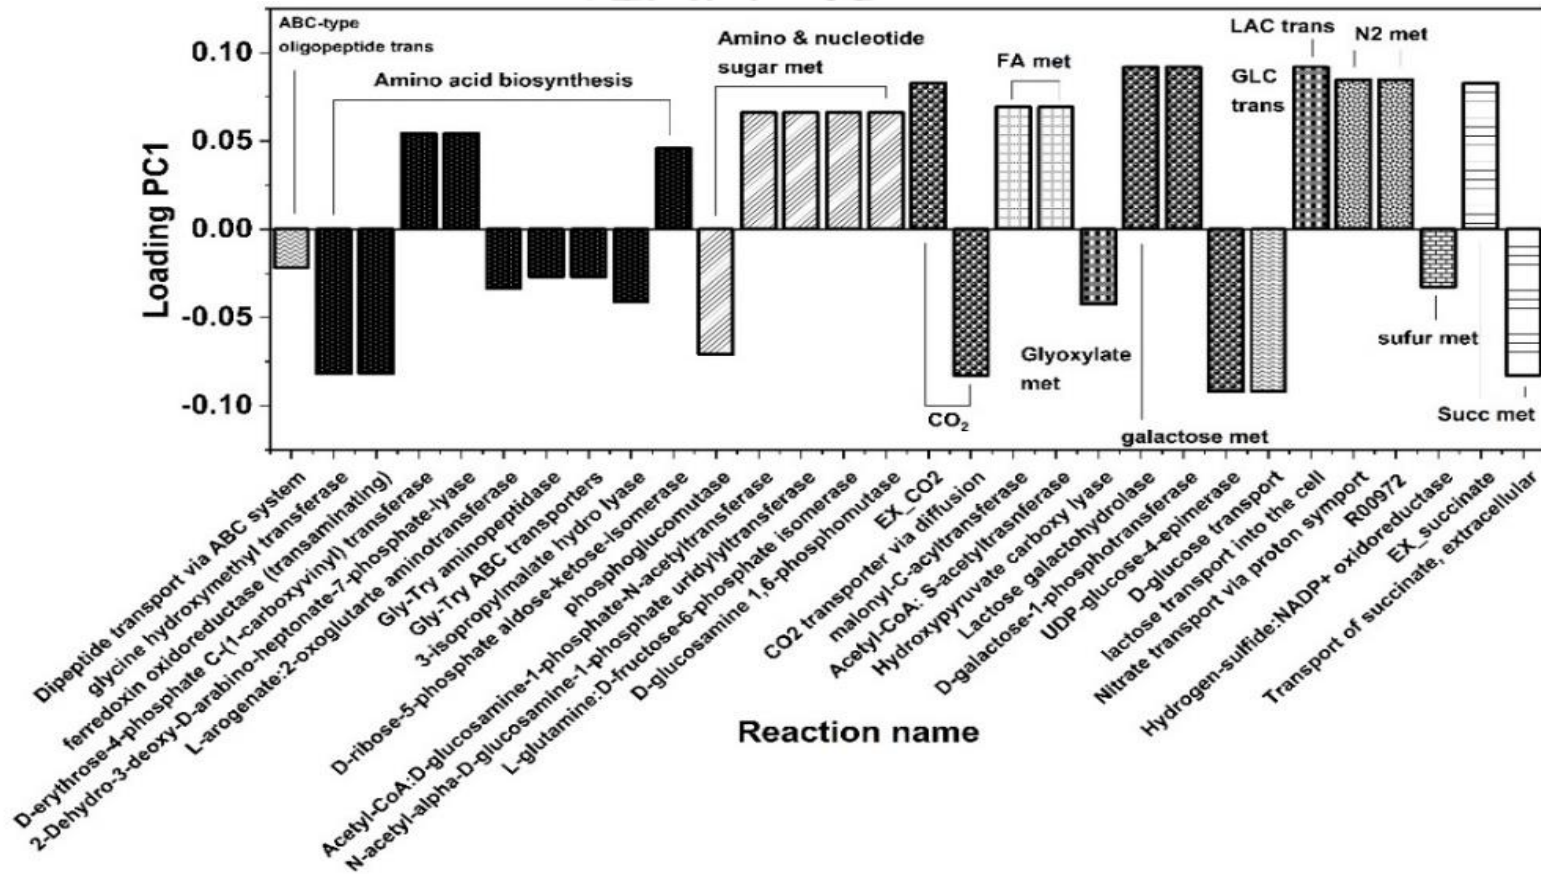 ABC-type
oligopeptide trans
Amino acid biosynthesis
Amino & nucleotide
sugar met
FA met
LAC trans
N2 met
GLC
trans
Glyoxylate
met
CO₂
galactose met
sufur met
Succ met
Loading PC1
0.10
0.05
0.00
-0.05
-0.10
Dipeptide transport via ABC system
glycine hydroxymethyl transferase
ferredoxin oxidoreductase (transaminating)
D-erythrose-4-phosphate C-(1-carboxyvinyl) transferase
2-Dehydro-3-deoxy-D-arabino-heptonate-7-phosphate-lyase
L-arogenate:2-oxoglutarate aminotransferase
Gly-Try aminopeptidase
Gly-Try ABC transporters
3-isopropylmalate hydro lyase
D-ribose-5-phosphate aldose-ketose-isomerase
phosphoglucomutase
Acetyl-CoA:D-glucosamine-1-phosphate-N-acetyltransferase
N-acetyl-alpha-D-glucosamine-1-phosphate uridylyltransferase
L-glutamine:D-fructose-6-phosphate isomerase
D-glucosamine 1,6-phosphomutase
EX_CO2
CO2 transporter via diffusion
malonyl-C-acyltransferase
Acetyl-CoA: S-acetyltrasnferase
Hydroxypyruvate carboxy lyase
Lactose galactohydrolase
D-galactose-1-phosphotransferase
UDP-glucose-4-epimerase
D-glucose transport
lactose transport into the cell
Nitrate transport via proton symport
R00972
Hydrogen-sulfide:NADP+ oxidoreductase
EX_succinate
Transport of succinate, extracellular
Reaction name